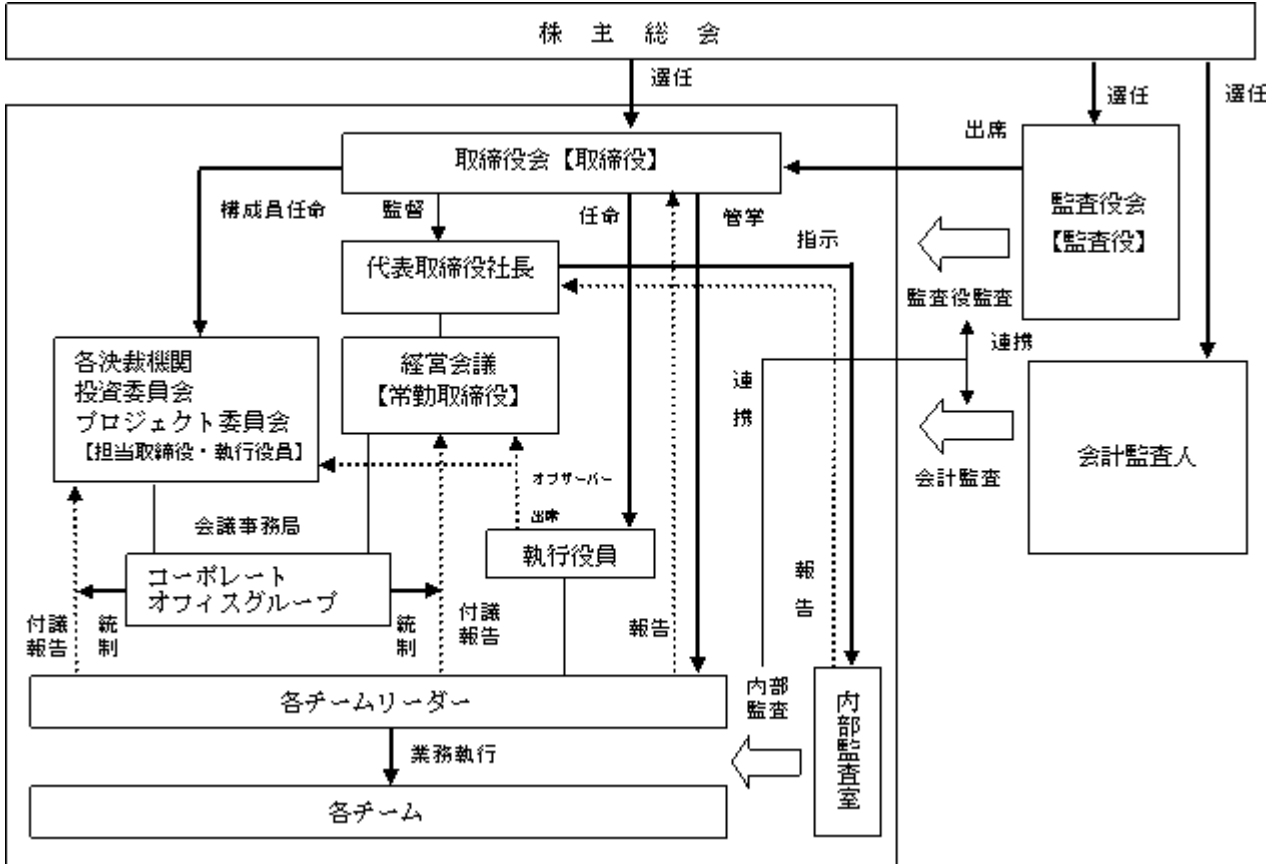 株主総会
選任
選任
選任
出席
取締役会【取締役】
監査役会
【監査役】
構成員任命
監督
任命
管掌
指示
代表取締役社長
監査役監査
連携
各決裁機関
投資委員会
プロジェクト委員会
【担当取締役・執行役員】
経営会議
【常勤取締役】
連携
会計監査人
会計監査
オブザーバー
出席
会議事務局
執行役員
コーポレート
オフィスグループ
付議
報告
統制
統制
付議
報告
報告
報告
各チームリーダー
内部
監査
内部監査室
業務執行
各チーム